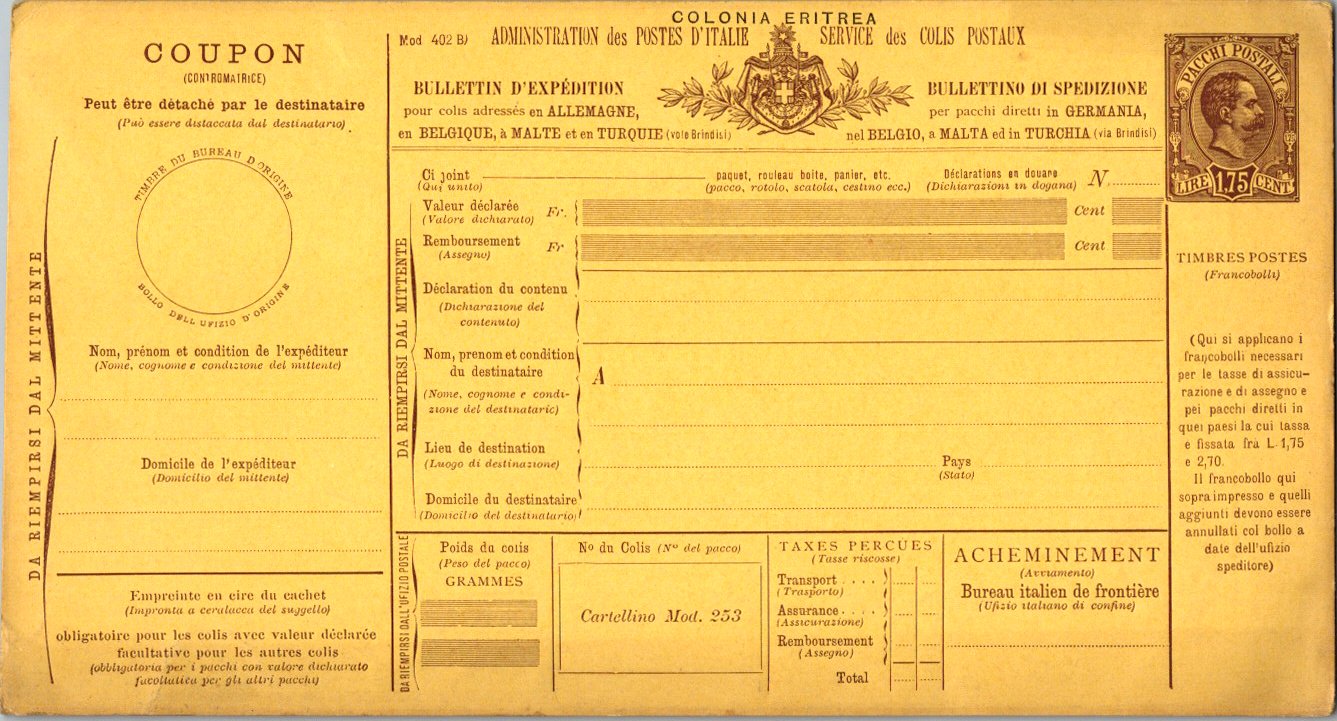 COLONIA ERITREA
COUPON
(CONTROMATRICE)
Peut être détaché par le destinataire
(Può essere distaccata dal destinatario)
TIMBRE DU BUREAU D'ORIGINE
BOLLO DELL UFIZIO D'ORIGINE
DA RIEMPIRSI DAL MITTENTE
Nom, prénom et condition de l'expéditeur
(Nome, cognome e condizione del mittente)
Domicile de l'expéditeur
(Domicilio del mittente)
Empreinte en cire du cachet
(Impronta a ceralacca del suggello)
obligatoire pour les colis avec valeur déclarée
facultative pour les autres colis
(obbligatoria per i pacchi con valore dichiarato
facoltatica per gli altri pacchi)
Mod 402 B) ADMINISTRATION des POSTES D'ITALIE SERVICE des COLIS POSTAUX
BULLETTIN D'EXPÉDITION
pour colis adressés en ALLEMAGNE,
en BELGIQUE, à MALTE et en TURQUIE (voie Brindisi)
BULLETTINO DI SPEDIZIONE
per pacchi diretti in GERMANIA,
nel BELGIO, a MALTA ed in TURCHIA (via Brindisi)
DA RIEMPIRSI DAL MITTENTE
Ci joint paquet, rouleau boite, panier, etc. Déclarations en douane N.
(Qui unito) (pacco, rotolo, scatola, cestino ecc.) (Dichiarazioni in dogana)
Valeur déclarée Fr. Cent
(Valore dichiarato)
Remboursement Fr Cent
(Assegno)
Déclaration du contenu
(Dichiarazione del
contenuto)
Nom, prenom et condition
du destinataire A
(Nome, cognome e condi-
zione del destinataric)
Lieu de destination Pays
(Luogo di destinazione) (Stato)
Domicile du destinataire
(Domicilio del destinatario)
DA RIEMPIRSI DALL'UFIZIO POSTALE
Poids du colis
(Peso del pacco)
GRAMMES
No du Colis (N° del pacco)
Cartellino Mod. 253
TAXES PERCUES
(Tasse riscosse)
Transport
(Trasporto)
Assurance
(Assicurazione)
Remboursement
(Assegno)
Total
ACHEMINEMENT
(Avviamento)
Bureau italien de frontière
(Ufizio italiano di confine)
PACCHI POSTALI
LIRE 1,75 CENT.
TIMBRES POSTES
(Francobolli)
(Qui si applicano i
francobolli necessari
per le tasse di assicu-
razione e di assegno e
pei pacchi diretti in
quei paesi la cui tassa
e fissata fra L. 1,75
e 2,70.
Il francobollo qui
sopra impresso e quelli
aggiunti devono essere
annullati col bollo a
date dell'ufizio
speditore)